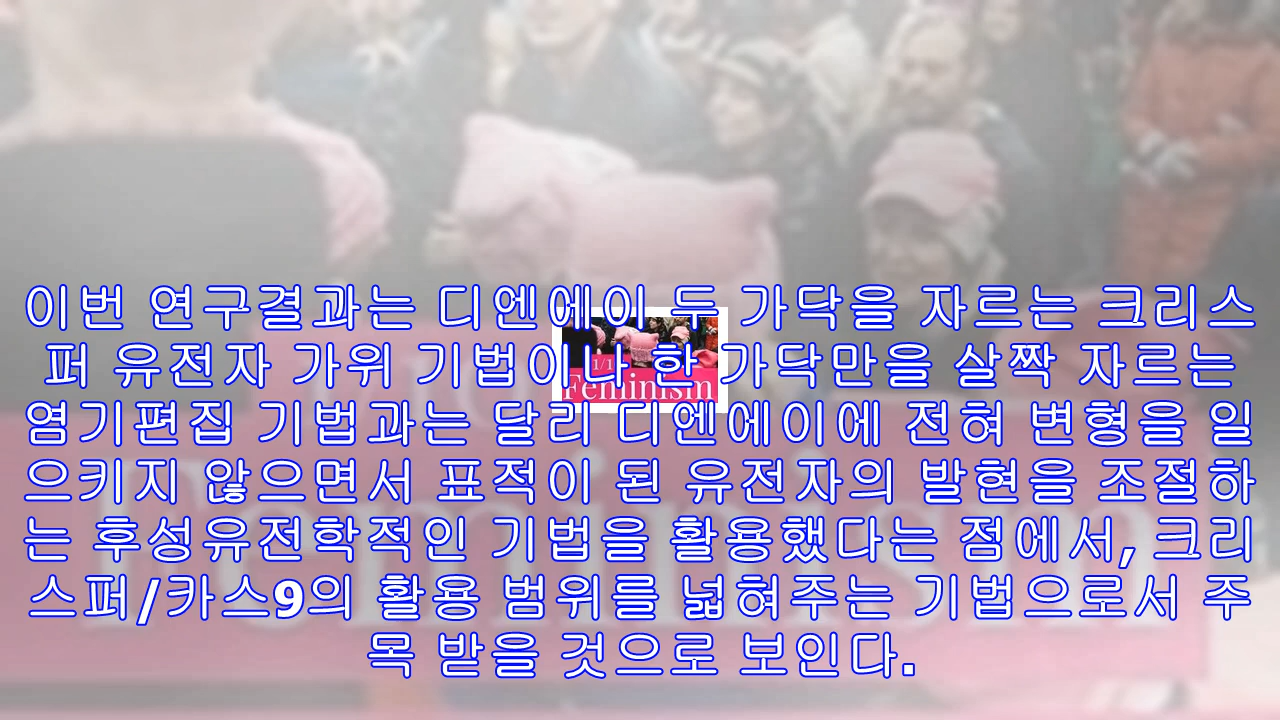 이번 연구결과는 디엔에이 두 가닥을 자르는 크리스
퍼 유전자 가위 기법이나 한 가닥만을 살짝 자르는
염기편집 기법과는 달리 디엔에이에 전혀 변형을 일
으키지 않으면서 표적이 된 유전자의 발현을 조절하
는 후성유전학적인 기법을 활용했다는 점에서, 크리
스퍼/카스9의 활용 범위를 넓혀주는 기법으로서 주
목 받을 것으로 보인다.
1/1
Feminism
Feminism